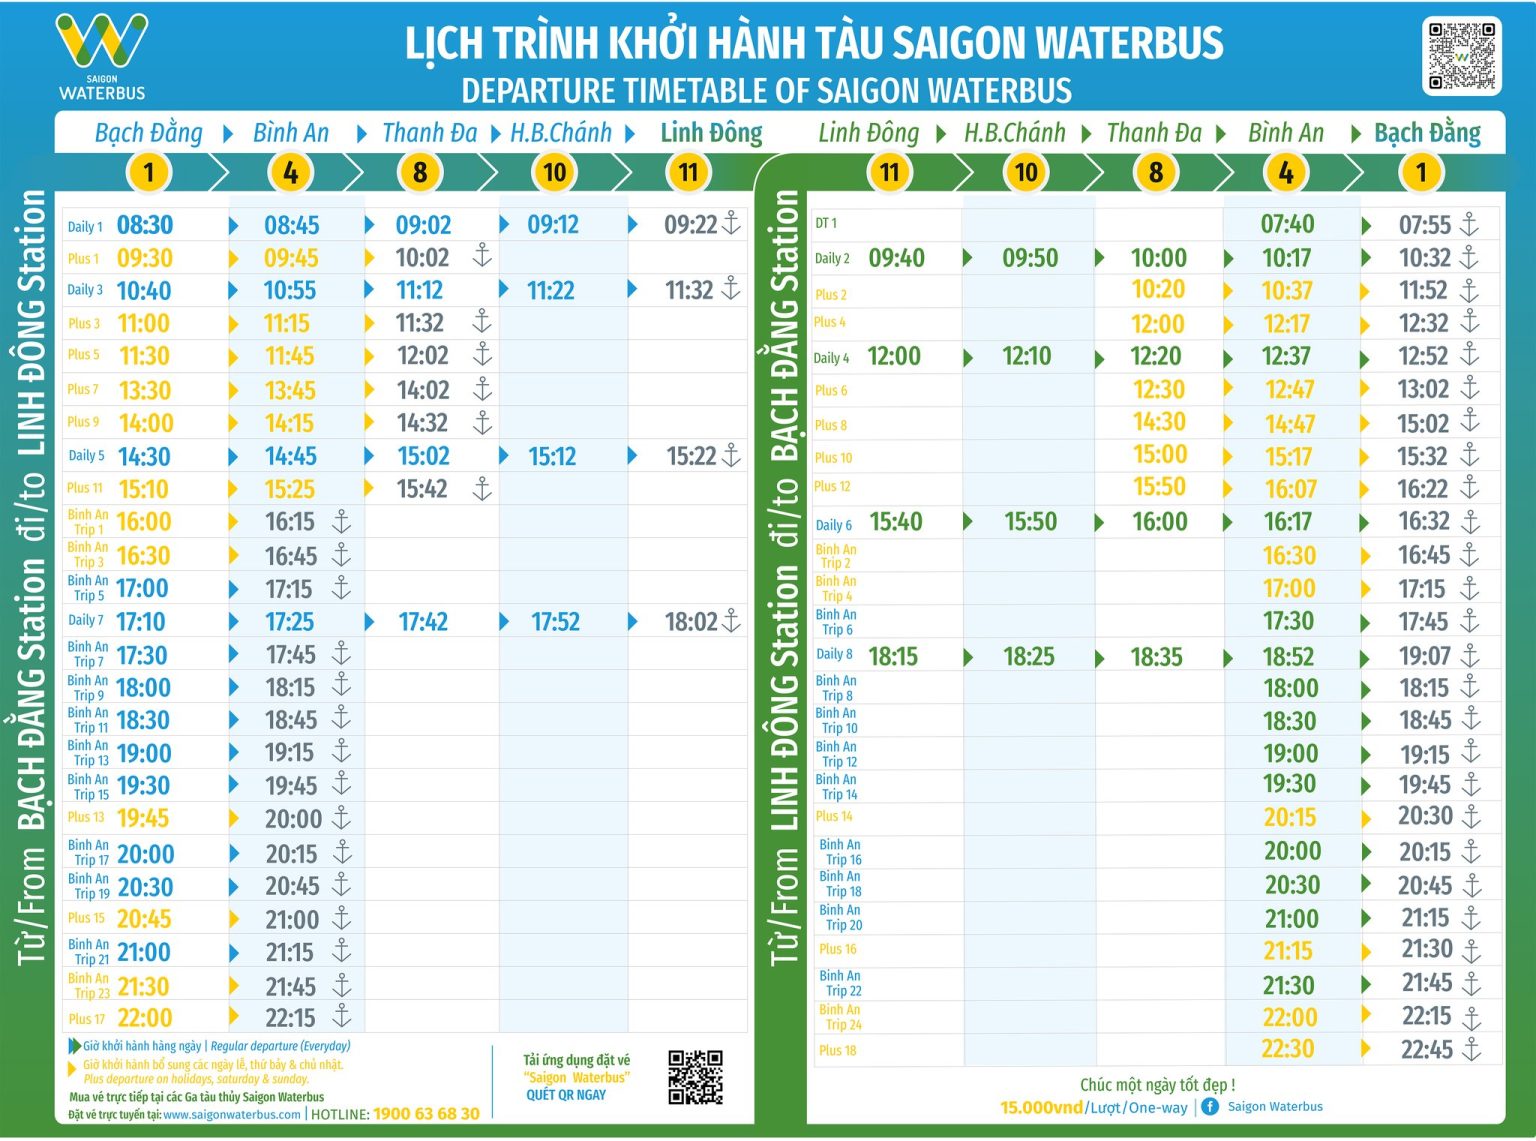 SAIGON
WATERBUS
LỊCH TRÌNH KHỞI HÀNH TÀU SAIGON WATERBUS
DEPARTURE TIMETABLE OF SAIGON WATERBUS
Bạch Đằng Bình An Thanh Đa H.B.Chánh Linh Đông
1 4 8 10 11
Từ/From BẠCH ĐẰNG Station đi/to LINH ĐÔNG Station
Daily 1 08:30 08:45 09:02 09:12 09:22
Plus 1 09:30 09:45 10:02
Daily 3 10:40 10:55 11:12 11:22 11:32
Plus 3 11:00 11:15 11:32
Plus 5 11:30 11:45 12:02
Plus 7 13:30 13:45 14:02
Plus 9 14:00 14:15 14:32
Daily 5 14:30 14:45 15:02 15:12 15:22
Plus 11 15:10 15:25 15:42
Bình An Trip 1 16:00 16:15
Bình An Trip 3 16:30 16:45
Bình An Trip 5 17:00 17:15
Daily 7 17:10 17:25 17:42 17:52 18:02
Bình An Trip 7 17:30 17:45
Bình An Trip 9 18:00 18:15
Bình An Trip 11 18:30 18:45
Bình An Trip 13 19:00 19:15
Bình An Trip 15 19:30 19:45
Plus 13 19:45 20:00
Bình An Trip 17 20:00 20:15
Bình An Trip 19 20:30 20:45
Plus 15 20:45 21:00
Bình An Trip 21 21:00 21:15
Bình An Trip 23 21:30 21:45
Plus 17 22:00 22:15
Giờ khởi hành hàng ngày | Regular departure (Everyday)
Giờ khởi hành bổ sung các ngày lễ, thứ bảy & chủ nhật.
Plus departure on holidays, saturday & sunday.
Mua vé trực tiếp tại các Ga tàu thủy Saigon Waterbus
Đặt vé trực tuyến tại: www.saigonwaterbus.com | HOTLINE: 1900 63 68 30
Tải ứng dụng đặt vé
"Saigon Waterbus"
QUÉT QR NGAY
Linh Đông H.B.Chánh Thanh Đa Bình An Bạch Đằng
11 10 8 4 1
Từ/From LINH ĐÔNG Station đi/to BẠCH ĐẰNG Station
DT 1 07:40 07:55
Daily 2 09:40 09:50 10:00 10:17 10:32
Plus 2 10:20 10:37 11:52
Plus 4 12:00 12:17 12:32
Daily 4 12:00 12:10 12:20 12:37 12:52
Plus 6 12:30 12:47 13:02
Plus 8 14:30 14:47 15:02
Plus 10 15:00 15:17 15:32
Plus 12 15:50 16:07 16:22
Daily 6 15:40 15:50 16:00 16:17 16:32
Bình An Trip 2 16:30 16:45
Bình An Trip 4 17:00 17:15
Bình An Trip 6 17:30 17:45
Daily 8 18:15 18:25 18:35 18:52 19:07
Bình An Trip 8 18:00 18:15
Bình An Trip 10 18:30 18:45
Bình An Trip 12 19:00 19:15
Bình An Trip 14 19:30 19:45
Plus 14 20:15 20:30
Bình An Trip 16 20:00 20:15
Bình An Trip 18 20:30 20:45
Bình An Trip 20 21:00 21:15
Plus 16 21:15 21:30
Bình An Trip 22 21:30 21:45
Bình An Trip 24 22:00 22:15
Plus 18 22:30 22:45
Chúc một ngày tốt đẹp !
15.000vnd/Lượt/One-way | Saigon Waterbus